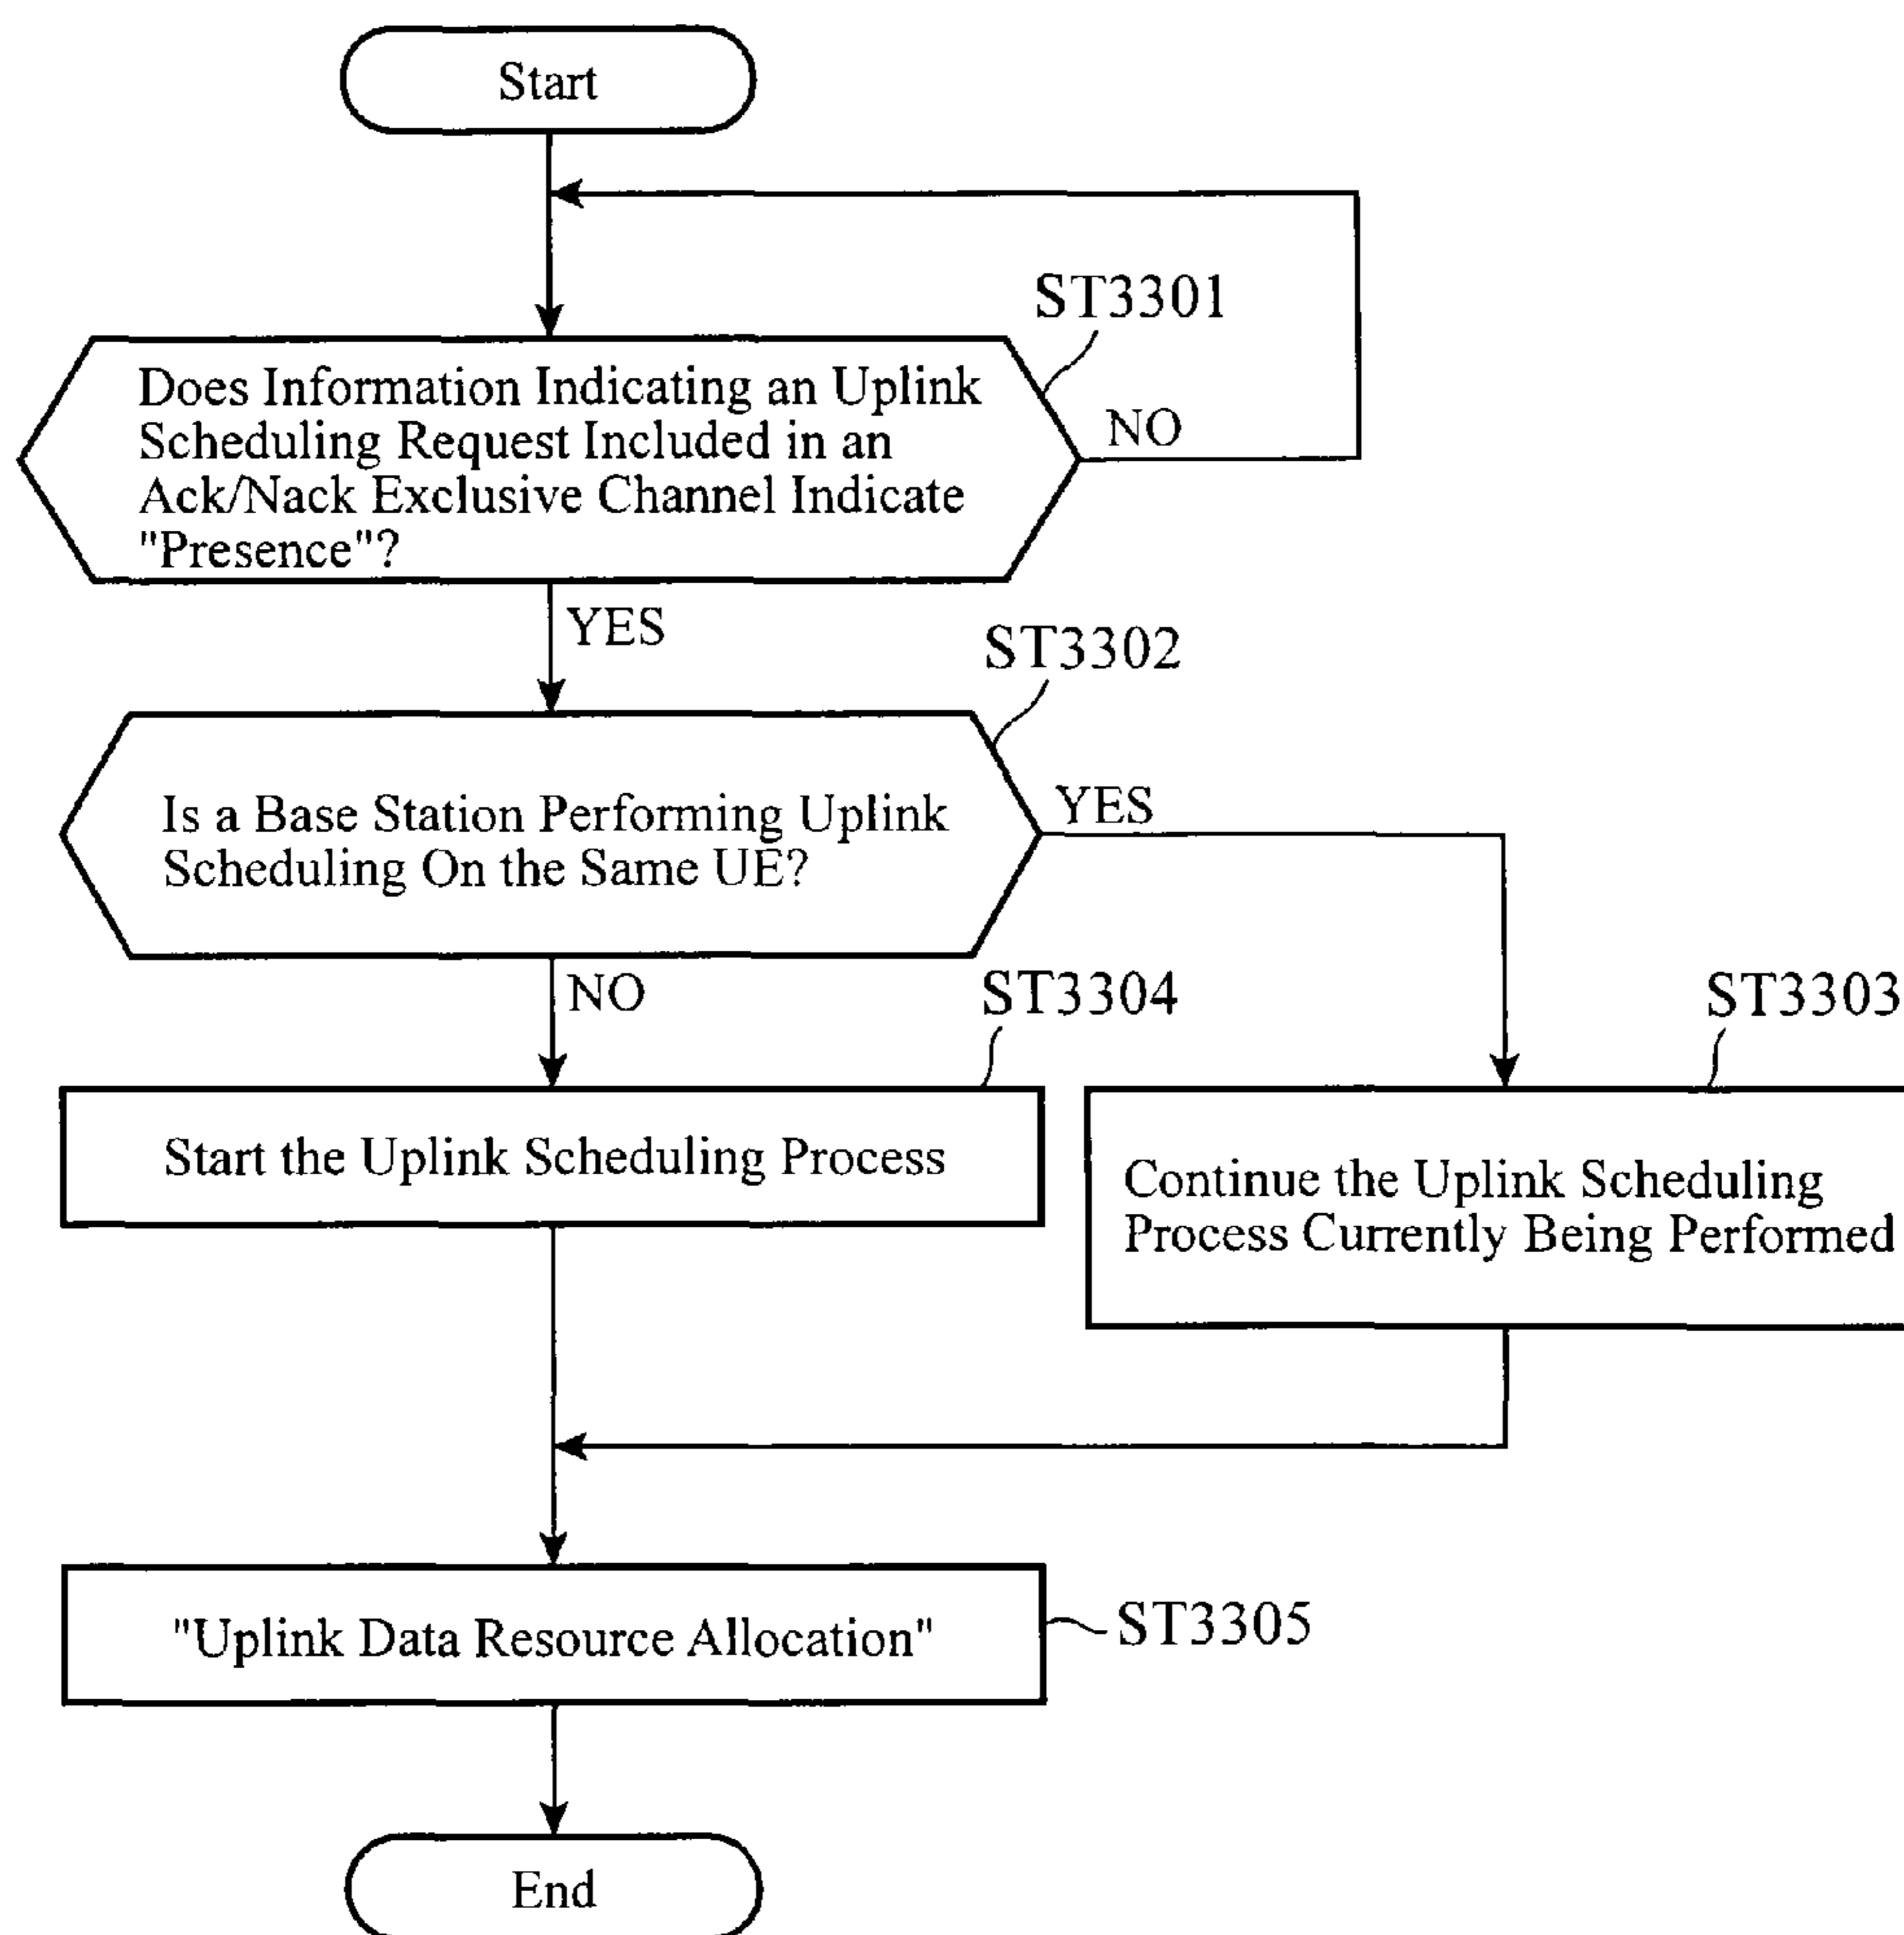 Start
ST3301
Does Information Indicating an Uplink
Scheduling Request Included in an
Ack/Nack Exclusive Channel Indicate
"Presence"?
NO
YES
ST3302
Is a Base Station Performing Uplink
Scheduling On the Same UE?
YES
NO
ST3304
ST3303
Start the Uplink Scheduling Process
Continue the Uplink Scheduling
Process Currently Being Performed
"Uplink Data Resource Allocation"
ST3305
End